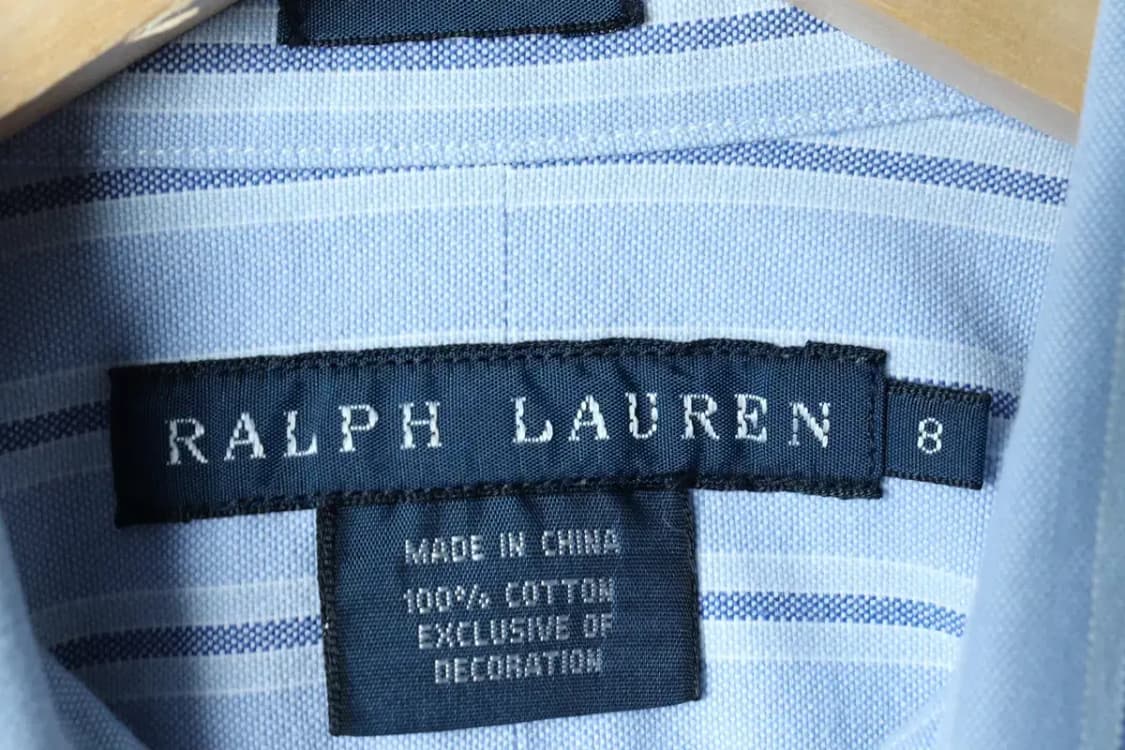 RALPH LAUREN 8
MADE IN CHINA
100% COTTON
EXCLUSIVE OF
DECORATION